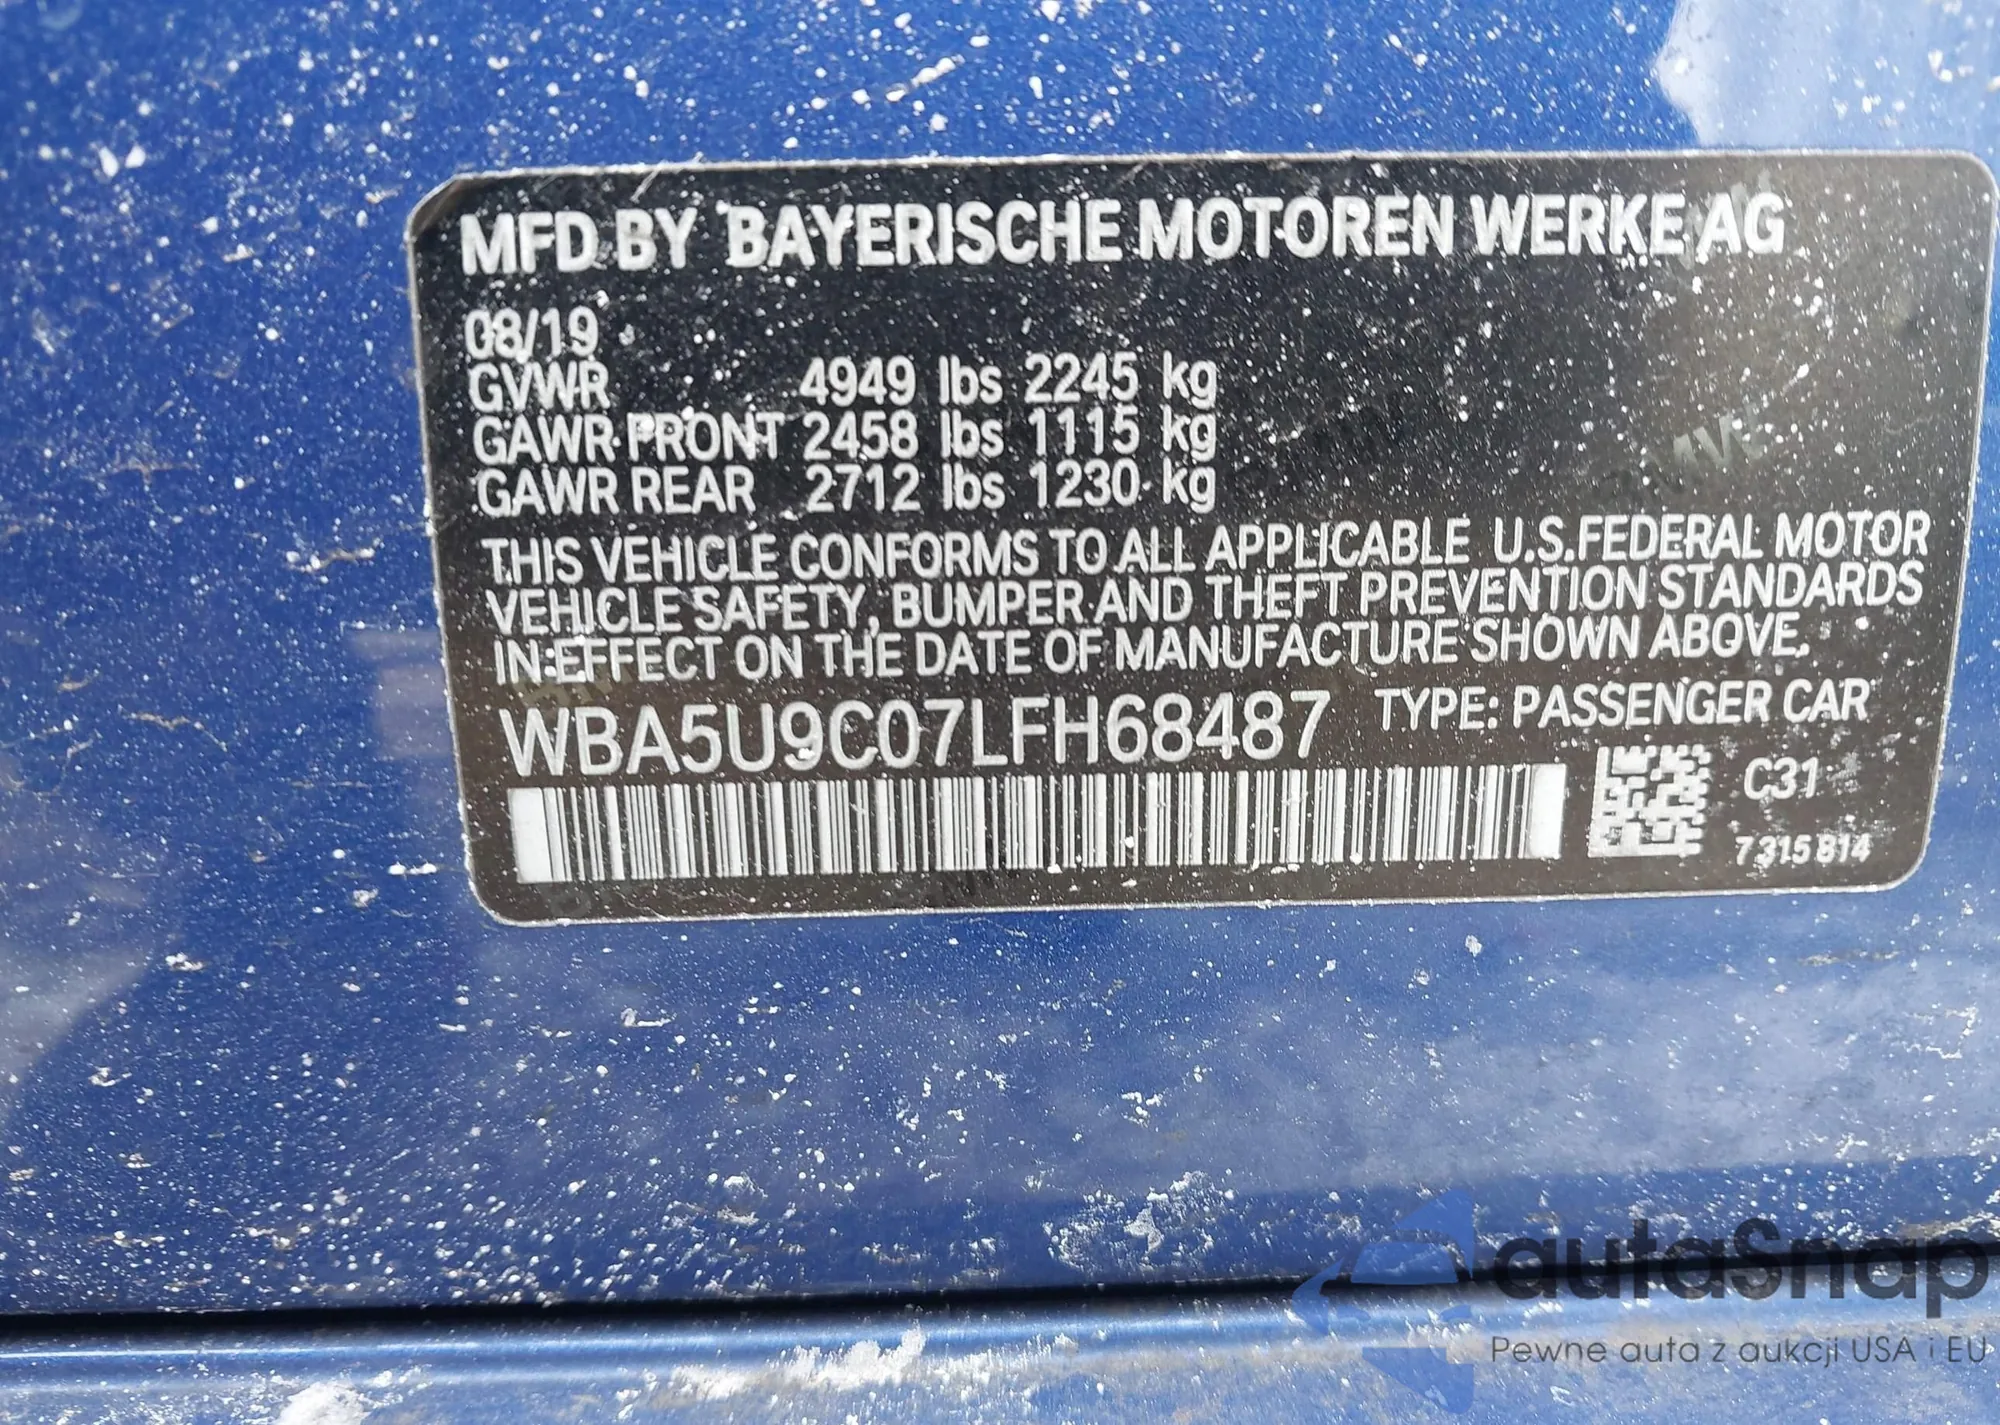 MFD BY BAYERISCHE MOTOREN WERKE AG
08/19
GVWR 4949 lbs 2245 kg
GAWR FRONT 2458 lbs 1115 kg
GAWR REAR 2712 lbs 1230 kg
THIS VEHICLE CONFORMS TO ALL APPLICABLE U.S.FEDERAL MOTOR
VEHICLE SAFETY, BUMPER AND THEFT PREVENTION STANDARDS
IN EFFECT ON THE DATE OF MANUFACTURE SHOWN ABOVE.
WBA5U9C07LFH68487 TYPE: PASSENGER CAR
C31
7315814
autaSnap
Pewne auta z aukcji USA i EU